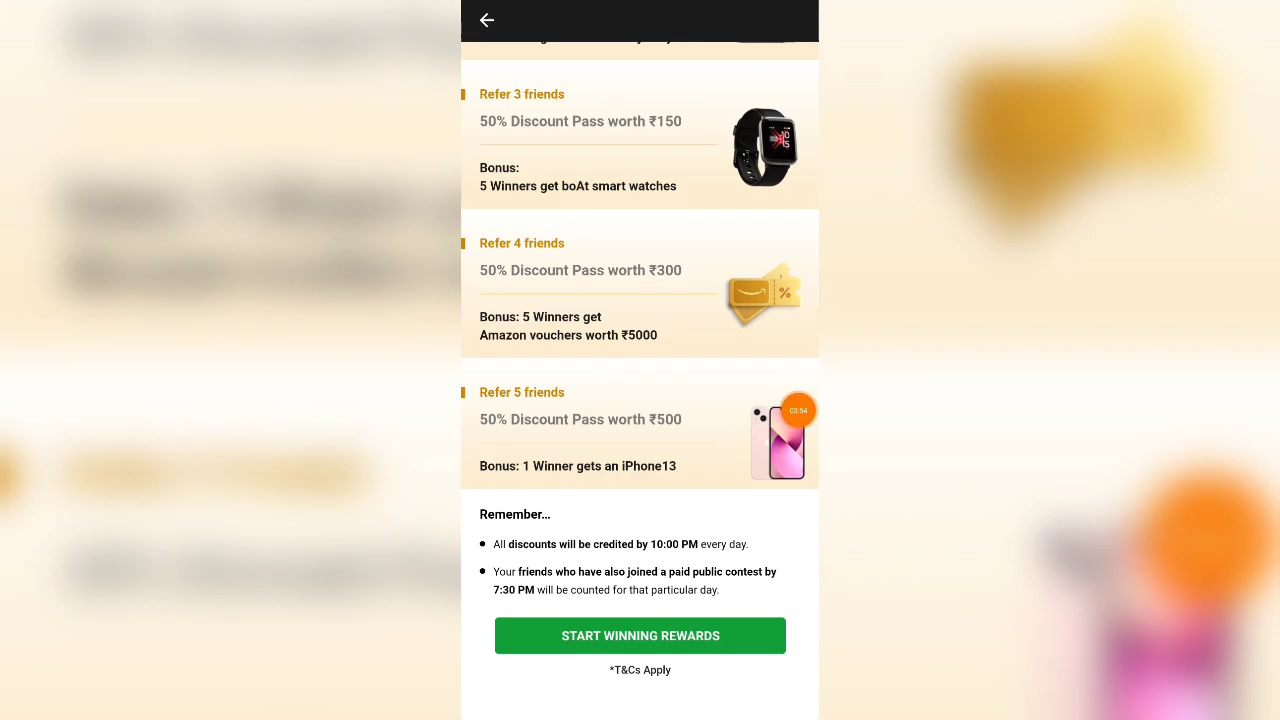 Refer 3 friends
50% Discount Pass worth ₹150
Bonus:
5 Winners get boAt smart watches
10
15
Refer 4 friends
50% Discount Pass worth ₹300
%
Bonus: 5 Winners get
Amazon vouchers worth ₹5000
Refer 5 friends
50% Discount Pass worth ₹500
03:54
Bonus: 1 Winner gets an iPhone13
Remember...
All discounts will be credited by 10:00 PM every day.
Your friends who have also joined a paid public contest by
7:30 PM will be counted for that particular day.
START WINNING REWARDS
*T&Cs Apply